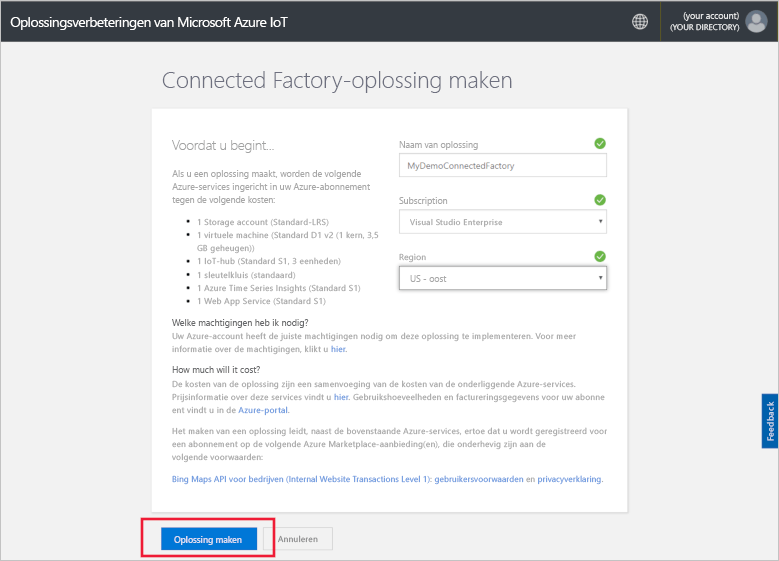 Oplossingsverbeteringen van Microsoft Azure IoT
(your account)
(YOUR DIRECTORY)
Connected Factory-oplossing maken
Voordat u begint...
Als u een oplossing maakt, worden de volgende
Azure-services ingericht in uw Azure-abonnement
tegen de volgende kosten:
1 Storage account (Standard-LRS)
1 virtuele machine (Standard D1 v2 (1 kern, 3,5
GB geheugen))
1 IoT-hub (Standard S1, 3 eenheden)
1 sleutelkluis (standaard)
1 Azure Time Series Insights (Standard S1)
1 Web App Service (Standard S1)
Naam van oplossing
MyDemoConnectedFactory
Subscription
Visual Studio Enterprise
Region
US - oost
Welke machtigingen heb ik nodig?
Uw Azure-account heeft de juiste machtigingen nodig om deze oplossing te implementeren. Voor meer
informatie over de machtigingen, klikt u hier.
How much will it cost?
De kosten van de oplossing zijn een samenvoeging van de kosten van de onderliggende Azure-services.
Prijsinformatie over deze services vindt u hier. Gebruikshoeveelheden en factureringsgegevens voor uw abonne
ent vindt u in de Azure-portal.
Het maken van een oplossing leidt, naast de bovenstaande Azure-services, ertoe dat u wordt geregistreerd voor
een abonnement op de volgende Azure Marketplace-aanbieding(en), die onderhevig zijn aan de
volgende voorwaarden:
Bing Maps API voor bedrijven (Internal Website Transactions Level 1): gebruikersvoorwaarden en privacyverklaring.
Oplossing maken
Annuleren
Feedback